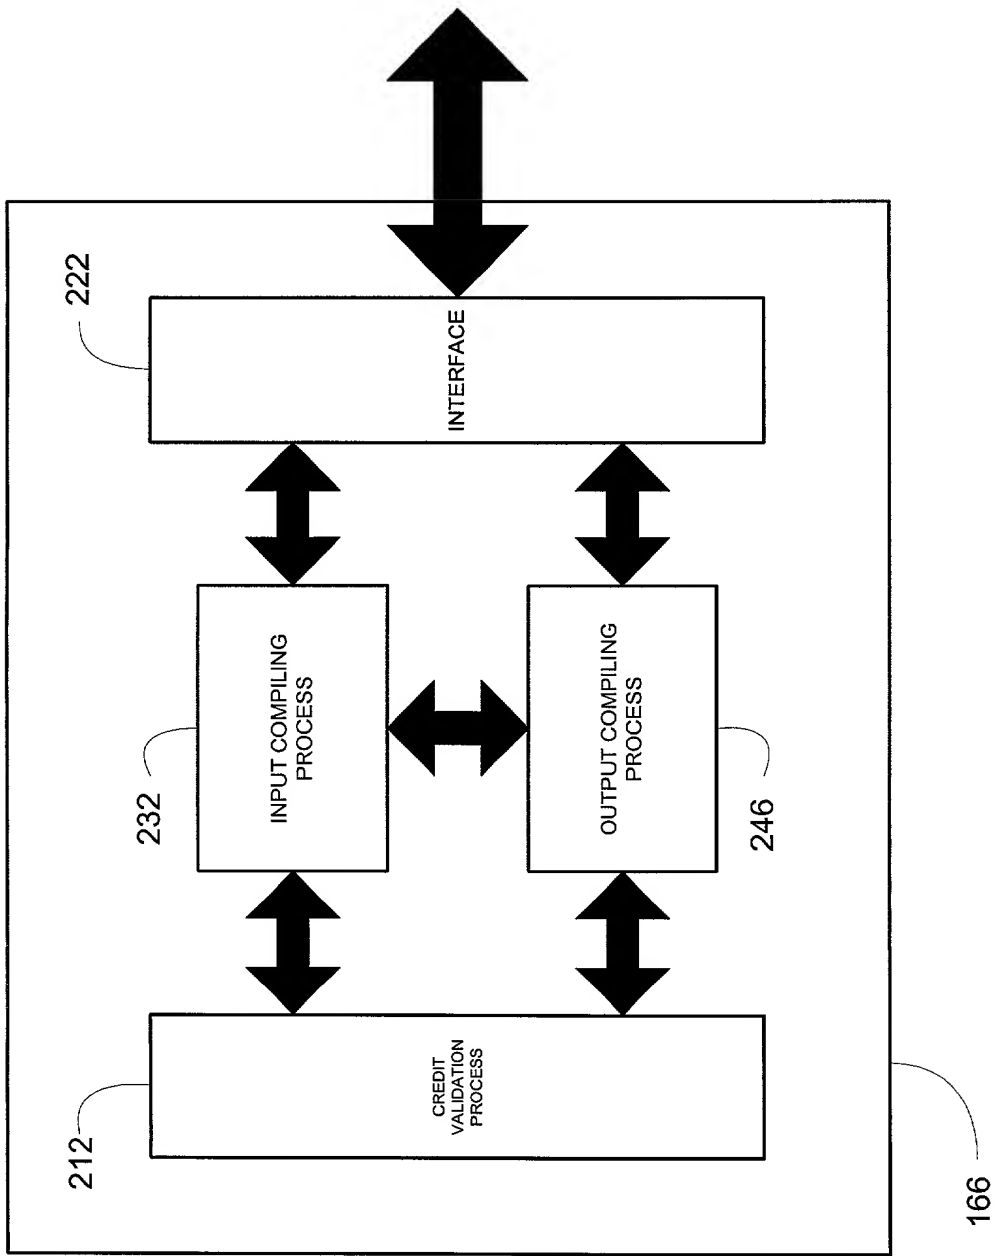 212
CREDIT
VALIDATION
PROCESS
232
INPUT COMPILING
PROCESS
222
INTERFACE
OUTPUT COMPILING
PROCESS
246
166